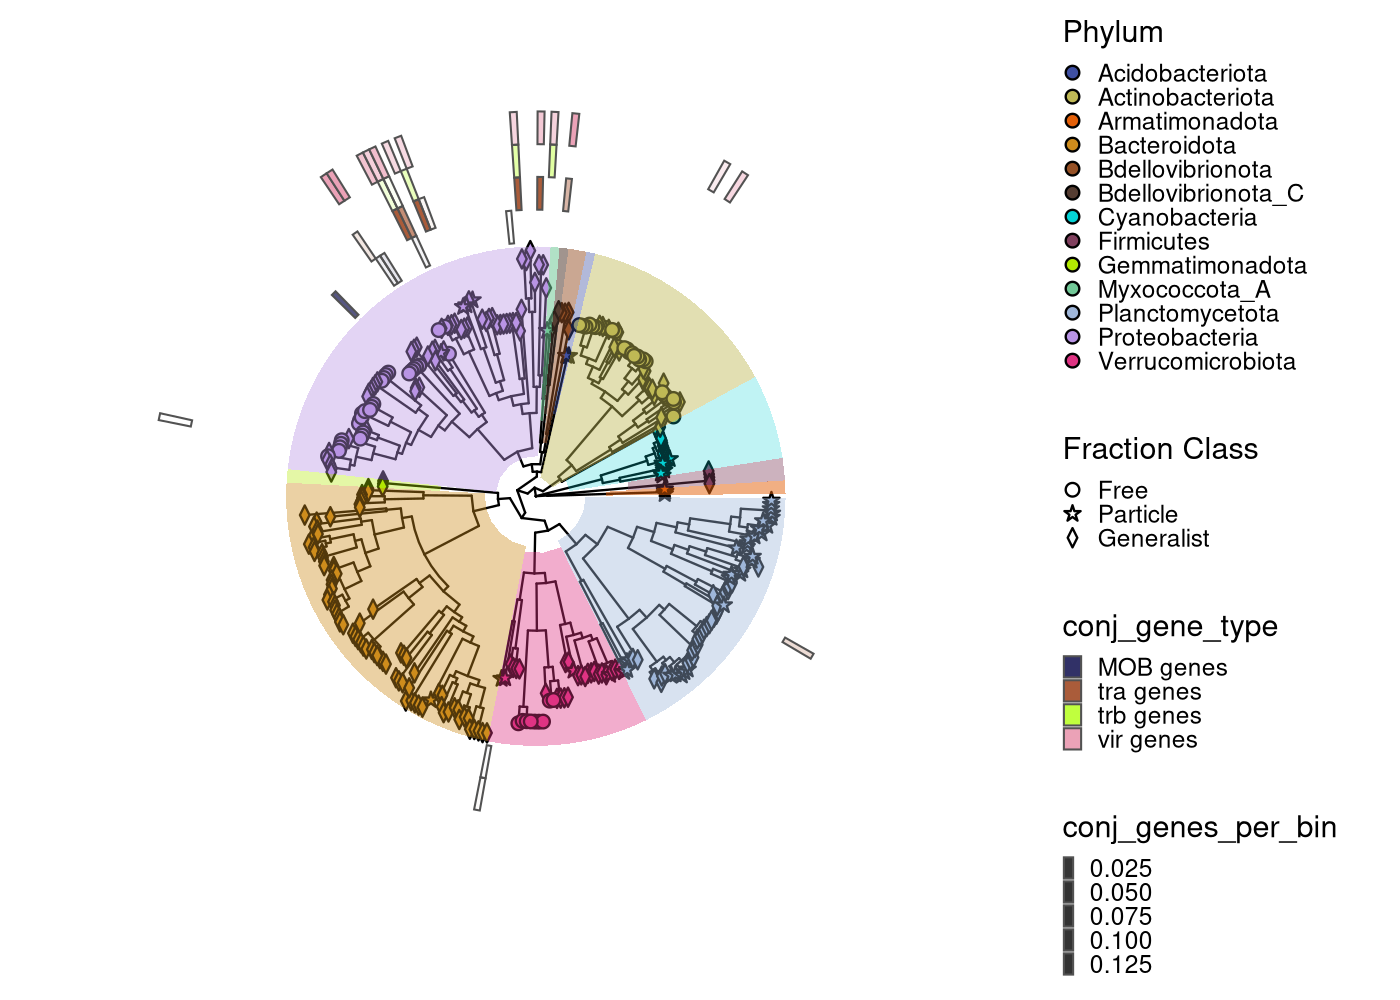 Phylum
Acidobacteriota
Actinobacteriota
Armatimonadota
Bacteroidota
Bdellovibrionota
Bdellovibrionota_C
Cyanobacteria
Firmicutes
Gemmatimonadota
Myxococcota_A
Planctomycetota
Proteobacteria
Verrucomicrobiota
Fraction Class
Free
Particle
Generalist
conj_gene_type
MOB genes
tra genes
trb genes
vir genes
conj_genes_per_bin
0.025
0.050
0.075
0.100
0.125